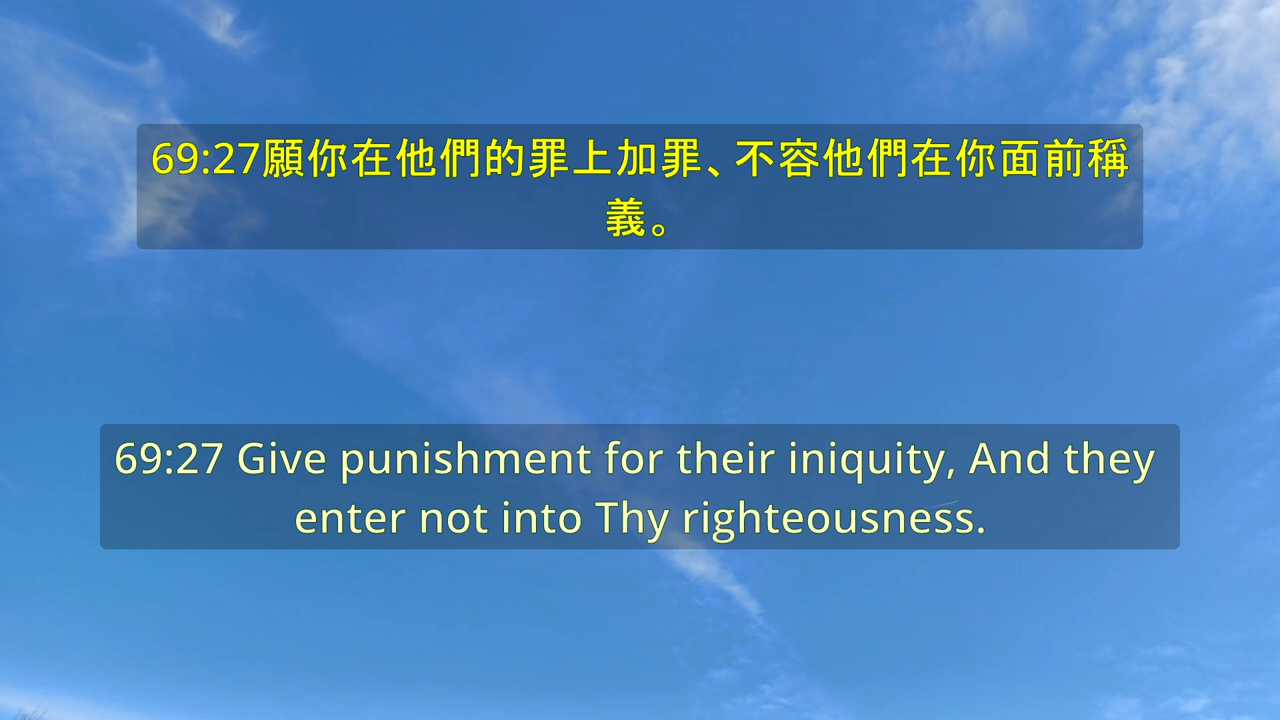 69:27願你在他們的罪上加罪、不容他們在你面前稱
義。
69:27 Give punishment for their iniquity, And they
enter not into Thy righteousness.